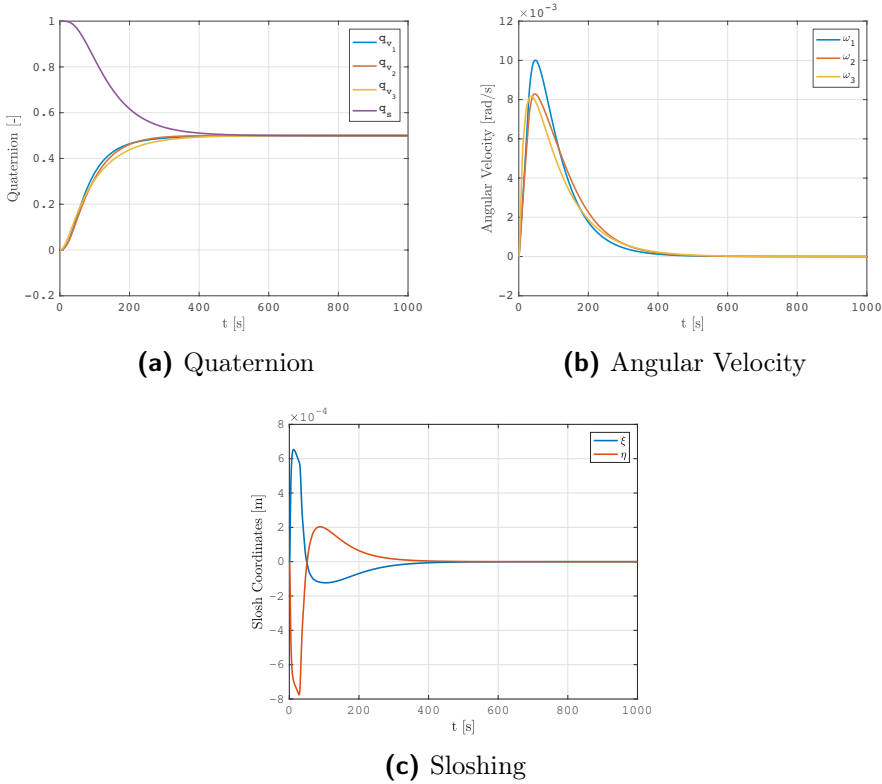 1
0.8
0.6
0.4
0.2
0
−0.2
Quaternion [-]
0 200 400 600 800 1000
t [s]
q_{v_1}
q_{v_2}
q_{v_3}
q_s
(a) Quaternion
×10⁻³
12
10
8
6
4
2
0
−2
Angular Velocity [rad/s]
0 200 400 600 800 1000
t [s]
ω₁
ω₂
ω₃
(b) Angular Velocity
×10⁻⁴
8
6
4
2
0
−2
−4
−6
−8
Slosh Coordinates [m]
0 200 400 600 800 1000
t [s]
ξ
η
(c) Sloshing